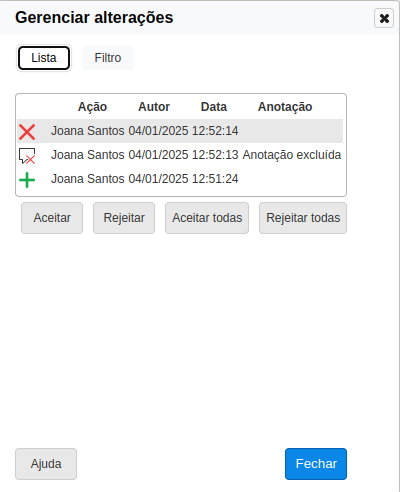 Gerenciar alterações
Lista Filtro
Ação Autor Data Anotação
Joana Santos 04/01/2025 12:52:14
Joana Santos 04/01/2025 12:52:13 Anotação excluída
Joana Santos 04/01/2025 12:51:24
Aceitar Rejeitar Aceitar todas Rejeitar todas
Ajuda Fechar